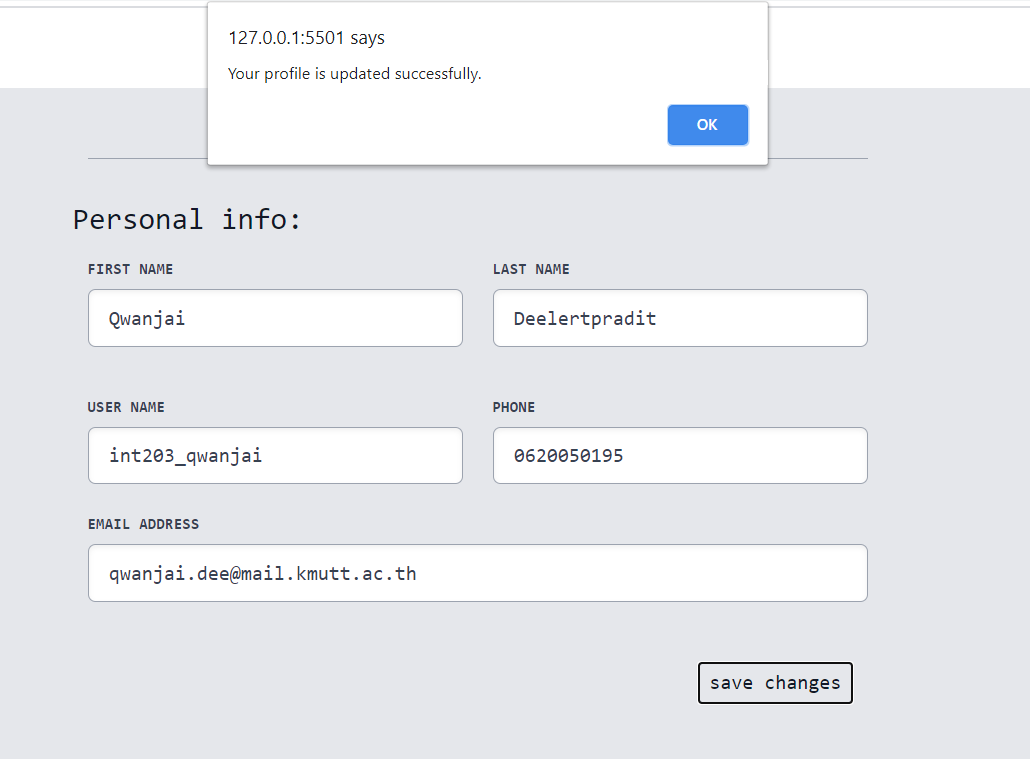 127.0.0.1:5501 says
Your profile is updated successfully.
OK
Personal info:
FIRST NAME
LAST NAME
Qwanjai
Deelertpradit
USER NAME
PHONE
int203_qwanjai
0620050195
EMAIL ADDRESS
qwanjai.dee@mail.kmutt.ac.th
save changes